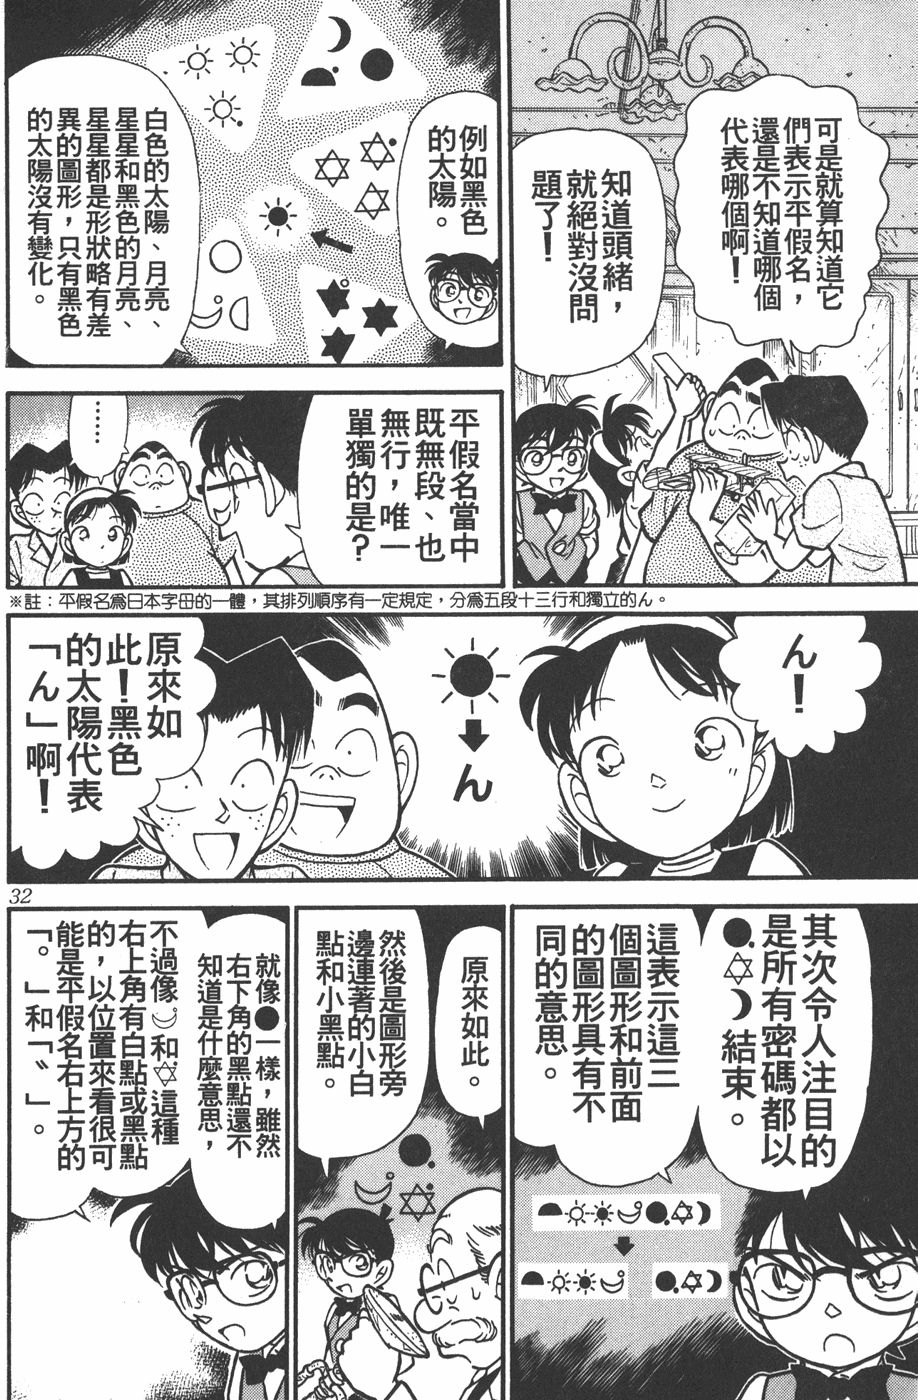 可是就算知道它
們表示平假名，
還是不知道哪個
代表哪個啊！
知道頭緒，
就絕對沒問
題了！
例如黑色
的太陽。
白色的太陽、月亮、
星星和黑色的月亮、
星星都是形狀略有差
異的圖形，只有黑色
的太陽沒有變化。
平假名當中
既無段、也
無行，唯一
單獨的是？
……
※註：平假名為日本字母的一體，其排列順序有一定規定，分為五段十三行和獨立的ん。
ん！
ん
原來如
此！黑色
的太陽代表
「ん」啊！
32
其次令人注目的
是所有密碼都以
●✡☽結束。
這表示這三
個圖形和前面
的圖形具有不
同的意思。
原來如此。
然後是圖形旁
邊連著的小白
點和小黑點。
就像●一樣，雖然
右下角的黑點還不
知道是什麼意思，
不過像☽和✡這種
右上角有白點或黑點
的，以位置來看很可
能是平假名右上方的
「。」和「〝」。